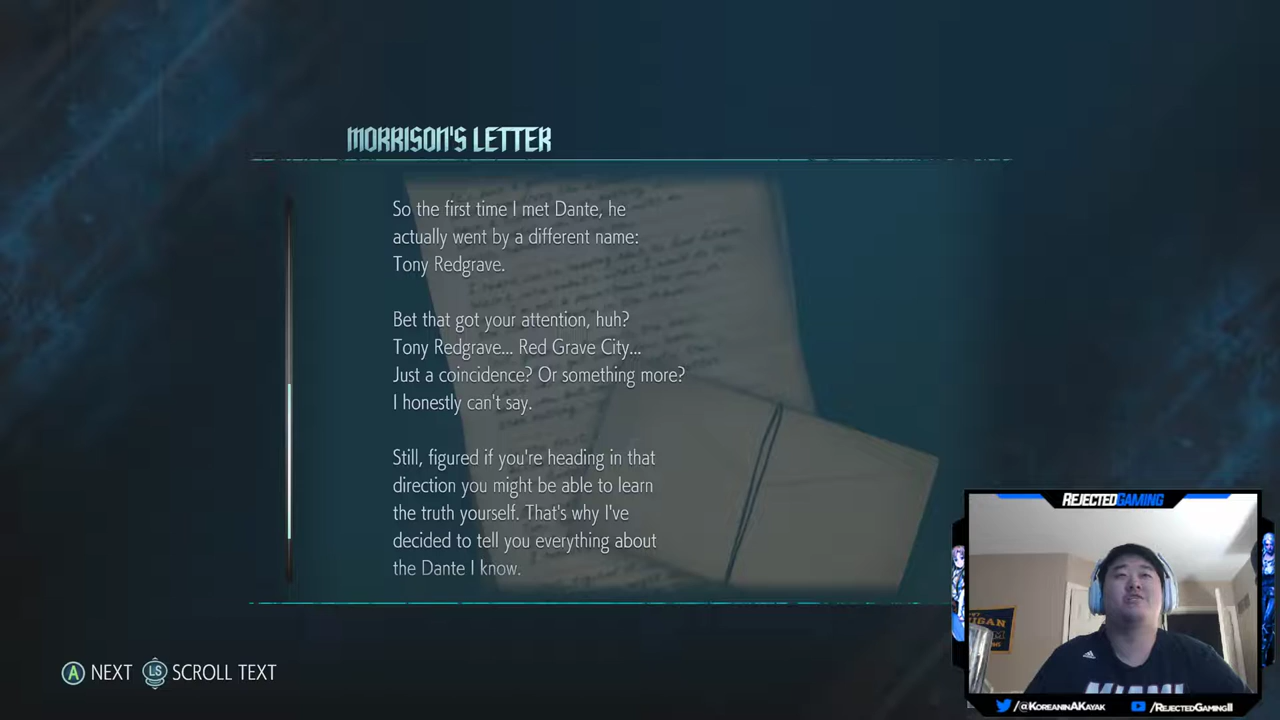 MORRISON'S LETTER
So the first time I met Dante, he
actually went by a different name:
Tony Redgrave.
Bet that got your attention, huh?
Tony Redgrave... Red Grave City...
Just a coincidence? Or something more?
I honestly can't say.
Still, figured if you're heading in that
direction you might be able to learn
the truth yourself. That's why I've
decided to tell you everything about
the Dante I know.
A NEXT LS SCROLL TEXT
REJECTEDGAMING
IGAN
MIAMI
/@KOREANINAKAYAK /REJECTEDGAMINGII